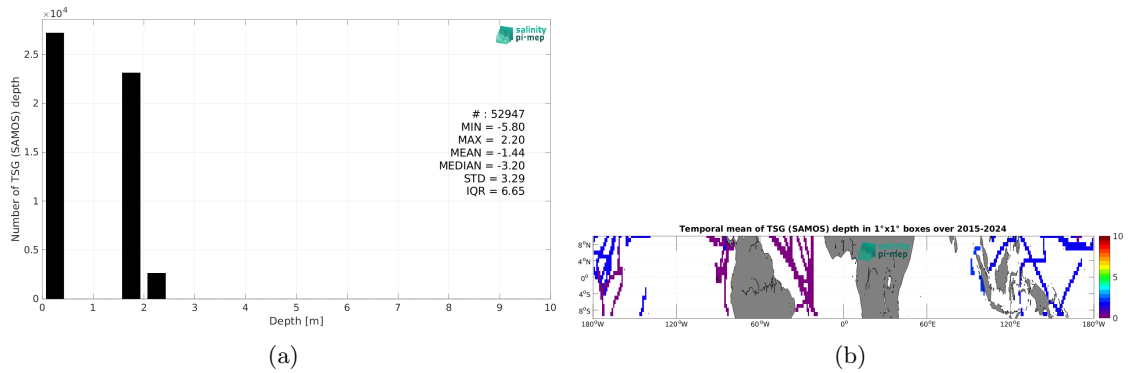 ×10⁴
salinity
pi-mep
2.5
2
1.5
1
0.5
0
Number of TSG (SAMOS) depth
# : 52947
MIN = -5.80
MAX = 2.20
MEAN = -1.44
MEDIAN = -3.20
STD = 3.29
IQR = 6.65
0 1 2 3 4 5 6 7 8 9 10
Depth [m]
(a)
Temporal mean of TSG (SAMOS) depth in 1°x1° boxes over 2015-2024
salinity
pi-mep
8°N
4°N
0°
4°S
8°S
180°W 120°W 60°W 0° 60°E 120°E 180°W
10
5
0
(b)